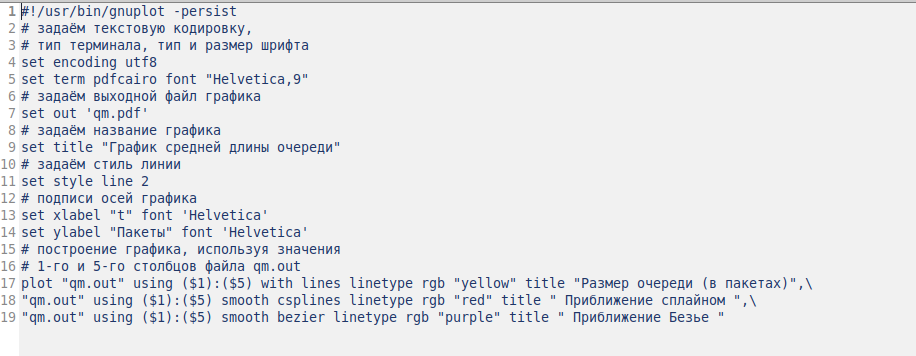 1 #!/usr/bin/gnuplot -persist
2 # задаём текстовую кодировку,
3 # тип терминала, тип и размер шрифта
4 set encoding utf8
5 set term pdfcairo font "Helvetica,9"
6 # задаём выходной файл графика
7 set out 'qm.pdf'
8 # задаём название графика
9 set title "График средней длины очереди"
10 # задаём стиль линии
11 set style line 2
12 # подписи осей графика
13 set xlabel "t" font 'Helvetica'
14 set ylabel "Пакеты" font 'Helvetica'
15 # построение графика, используя значения
16 # 1-го и 5-го столбцов файла qm.out
17 plot "qm.out" using ($1):($5) with lines linetype rgb "yellow" title "Размер очереди (в пакетах)",\
18 "qm.out" using ($1):($5) smooth csplines linetype rgb "red" title " Приближение сплайном ",\
19 "qm.out" using ($1):($5) smooth bezier linetype rgb "purple" title " Приближение Безье "